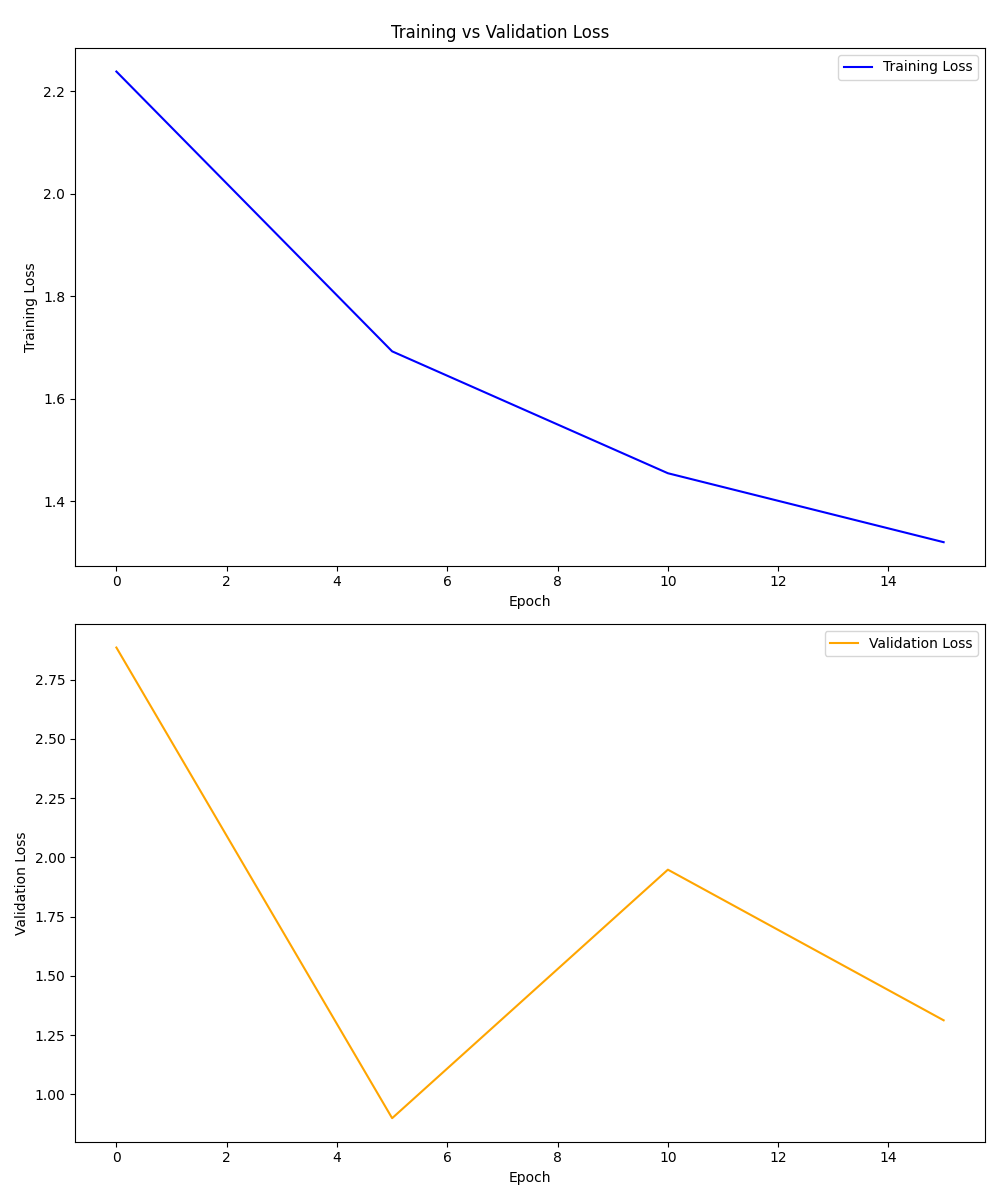 Training vs Validation Loss
Training Loss
2.2
2.0
1.8
1.6
1.4
Training Loss
0 2 4 6 8 10 12 14
Epoch
Validation Loss
2.75
2.50
2.25
2.00
1.75
1.50
1.25
1.00
Validation Loss
0 2 4 6 8 10 12 14
Epoch